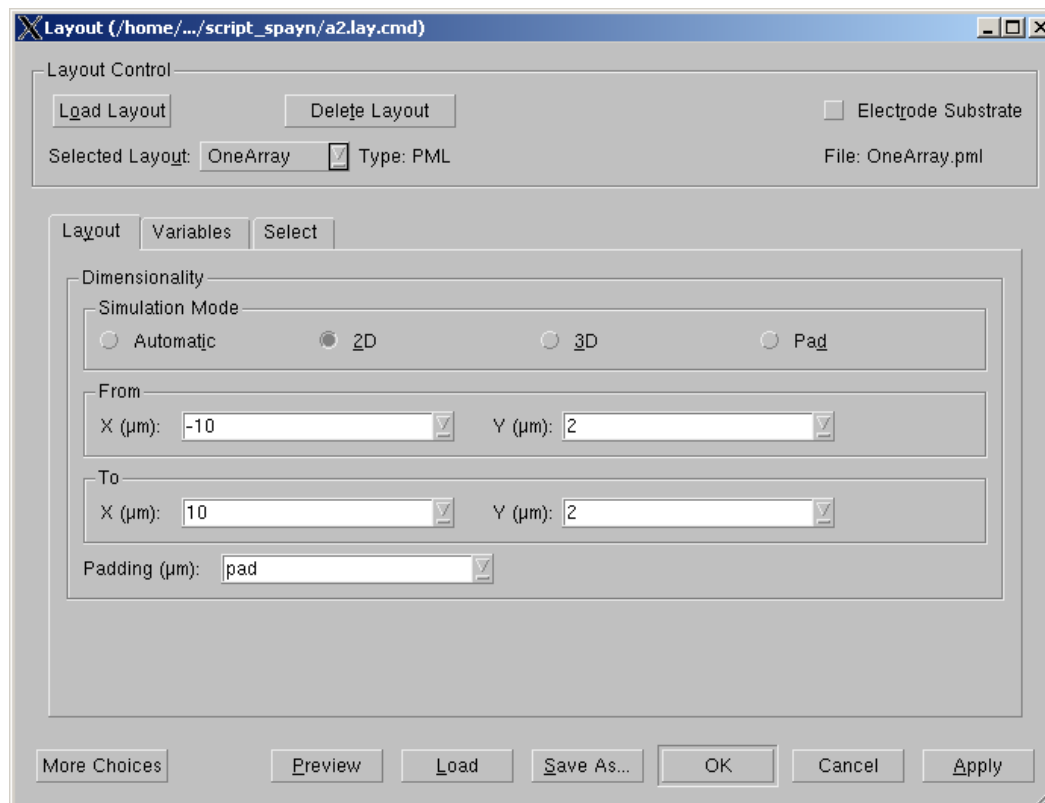 Layout (/home/.../script_spayn/a2.lay.cmd)
Layout Control
Load Layout Delete Layout Electrode Substrate
Selected Layout: OneArray Type: PML File: OneArray.pml
Layout Variables Select
Dimensionality
Simulation Mode
Automatic 2D 3D Pad
From
X (µm): -10 Y (µm): 2
To
X (µm): 10 Y (µm): 2
Padding (µm): pad
More Choices Preview Load Save As... OK Cancel Apply